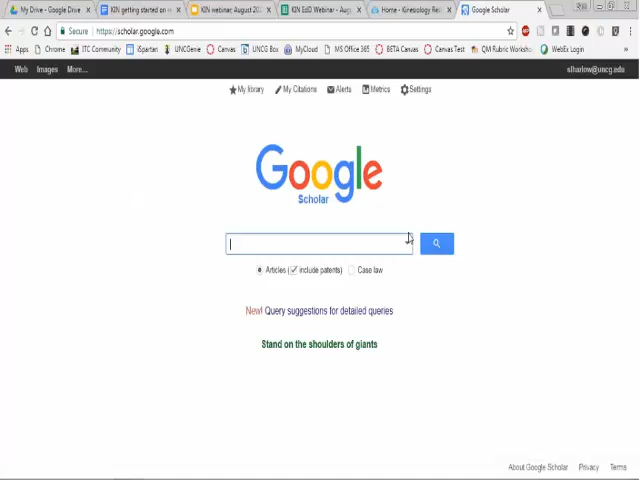 My Drive - Google Drive
KIN getting started on
KIN webinar, August 20
KIN EdD Webinar - Aug
Home - Kinesiology Re
Google Scholar
Secure
https://scholar.google.com
Apps
Chrome
ITC Community
iSpartan
UNCGenie
Canvas
UNCG Box
MyCloud
MS Office 365
BETA Canvas
Canvas Test
QM Rubric Worksho
WebEx Login
Web
Images
More...
slharlow@uncg.edu
My library
My Citations
Alerts
Metrics
Settings
Google
Scholar
Articles
(include patents)
Case law
New! Query suggestions for detailed queries
Stand on the shoulders of giants
About Google Scholar
Privacy
Terms